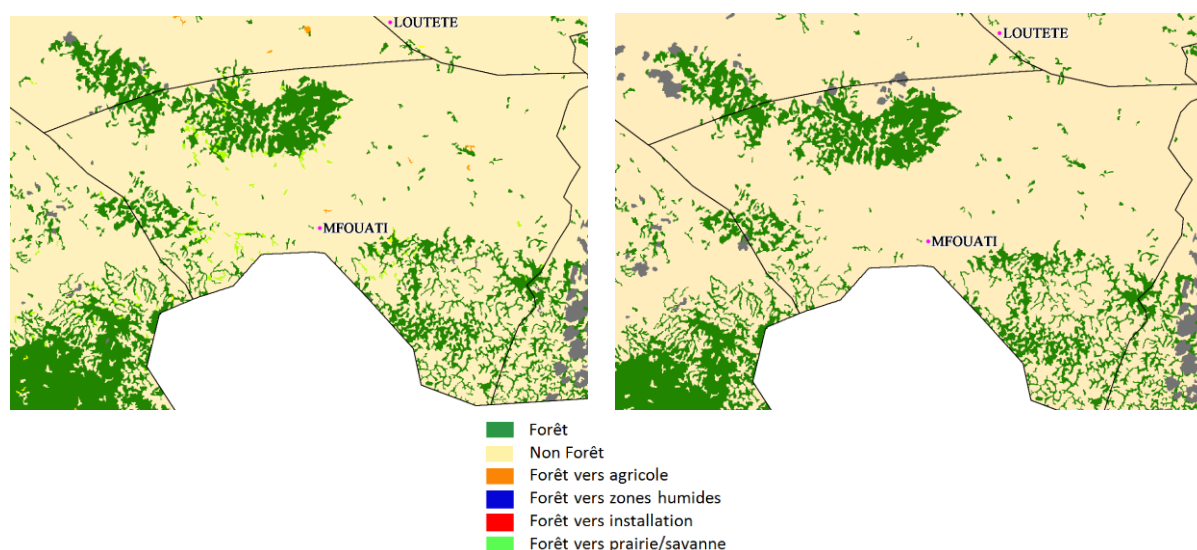 LOUTETE
MFOUATI
LOUTETE
MFOUATI
Forêt
Non Forêt
Forêt vers agricole
Forêt vers zones humides
Forêt vers installation
Forêt vers prairie/savanne